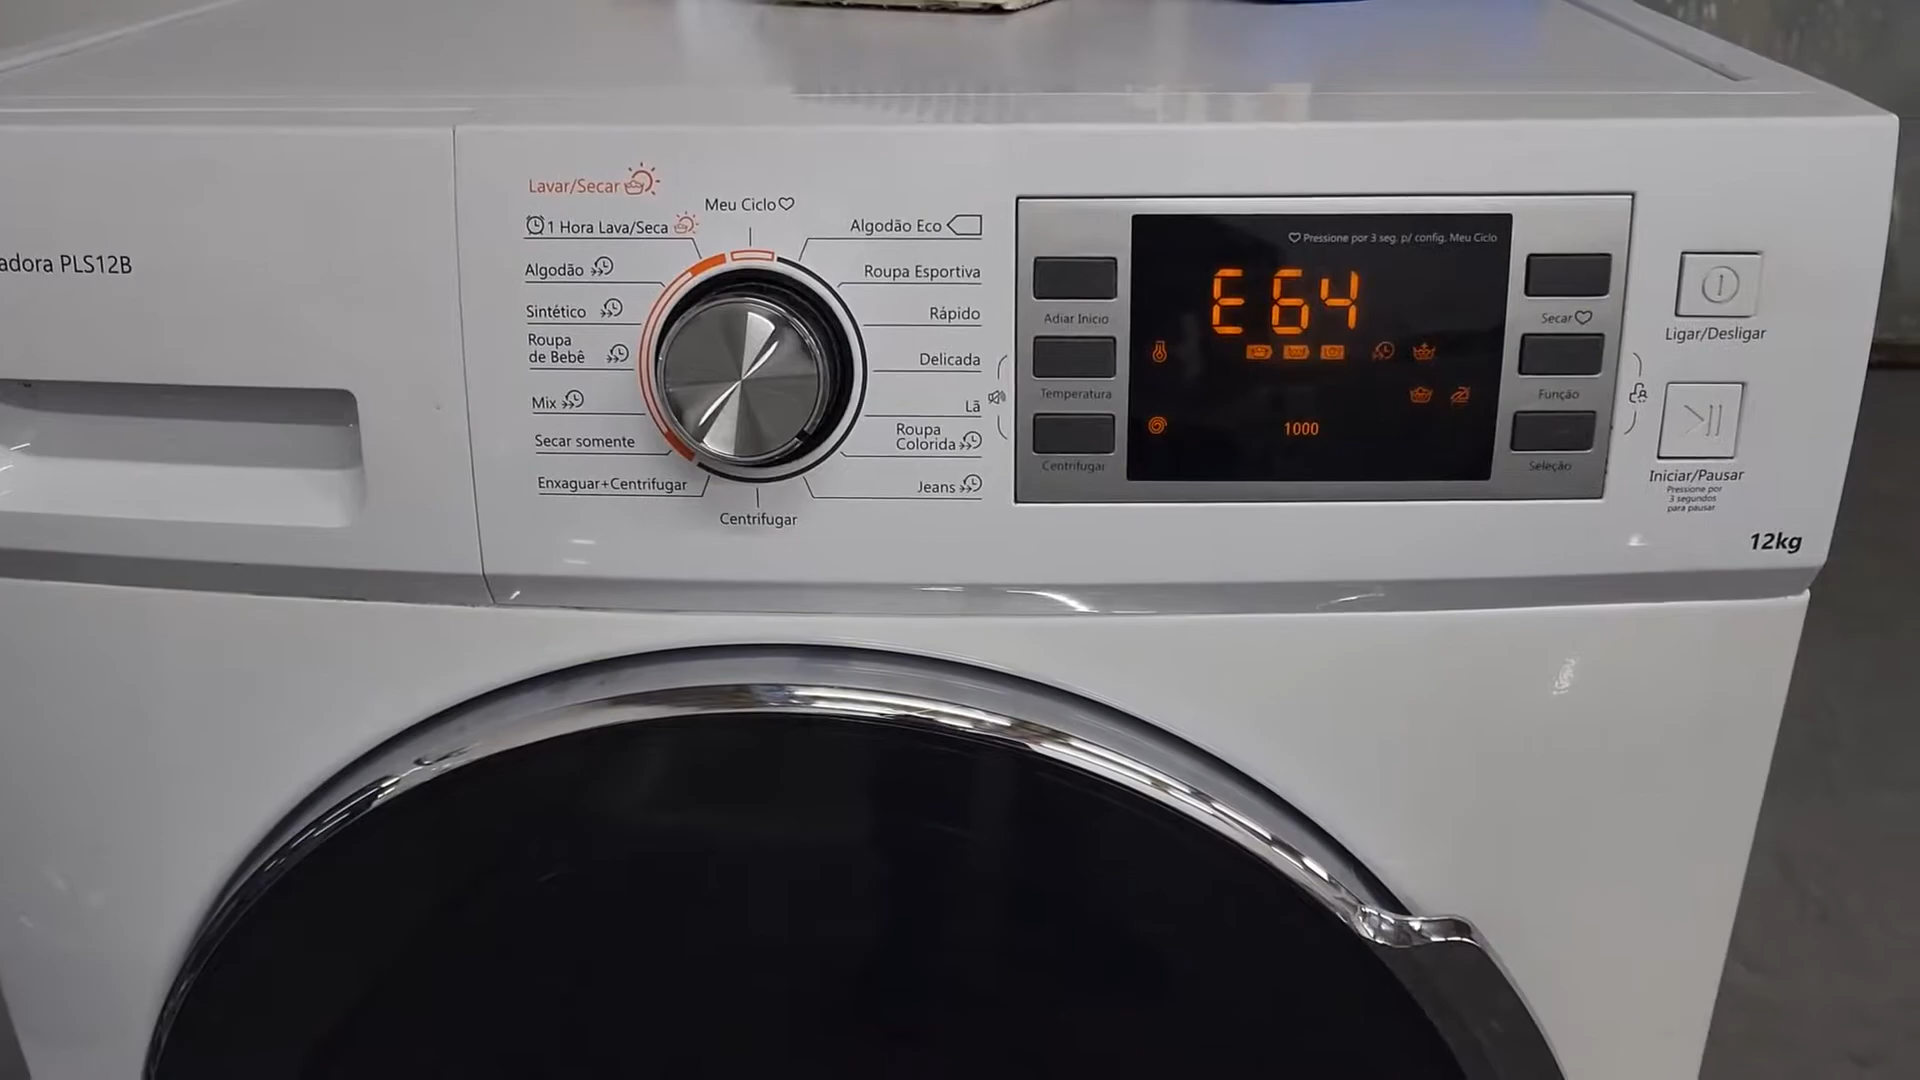 adora PLS12B
Lavar/Secar
1 Hora Lava/Seca
Algodão
Sintético
Roupa
de Bebê
Mix
Secar somente
Enxaguar+Centrifugar
Meu Ciclo
Centrifugar
Algodão Eco
Roupa Esportiva
Rápido
Delicada
Lã
Roupa
Colorida
Jeans
Adiar Inicio
Temperatura
Centrifugar
Pressione por 3 seg. p/ config. Meu Ciclo
E64
1000
Secar
Função
Seleção
Ligar/Desligar
Iniciar/Pausar
Pressione por
3 segundos
para pausar
12kg